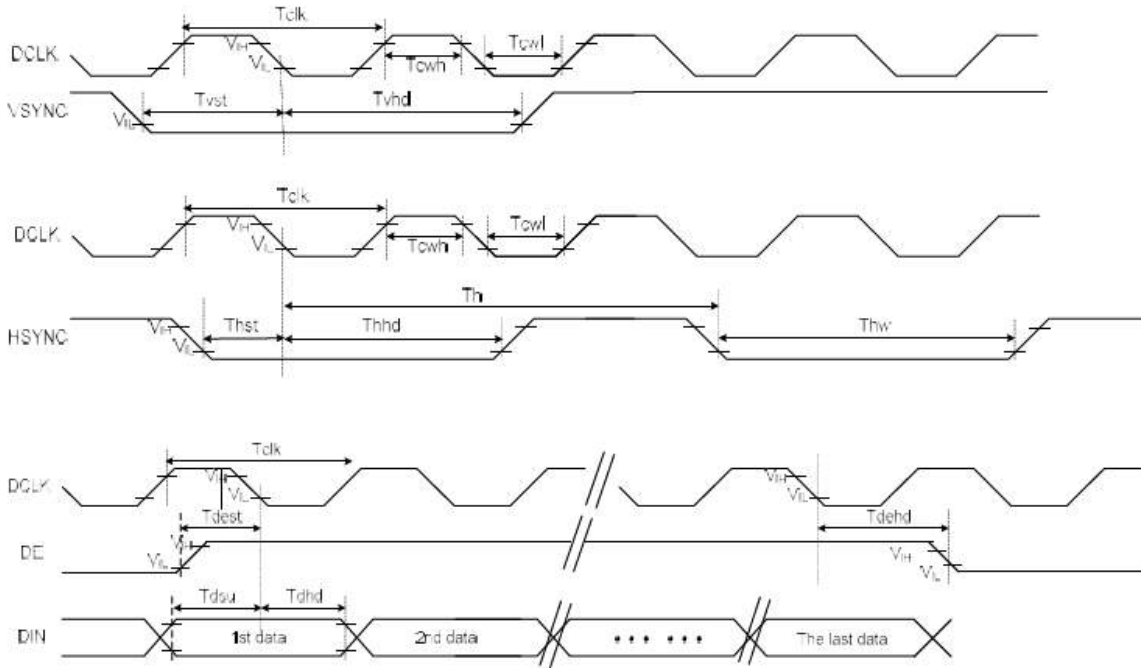 Tclk
DCLK
VIH
VIL
Tcwh
Tcwl
VSYNC
VIL
Tvst
Tvhd
Tclk
DCLK
VIH
VIL
Tcwh
Tcwl
Th
HSYNC
VIH
VIL
Thst
Thhd
Thw
Tclk
DCLK
VIH
VIL
VIH
VIL
Tdest
Tdehd
DE
VIH
VIL
VIH
VIL
Tdsu
Tdhd
DIN
1st data
2nd data
••• •••
The last data